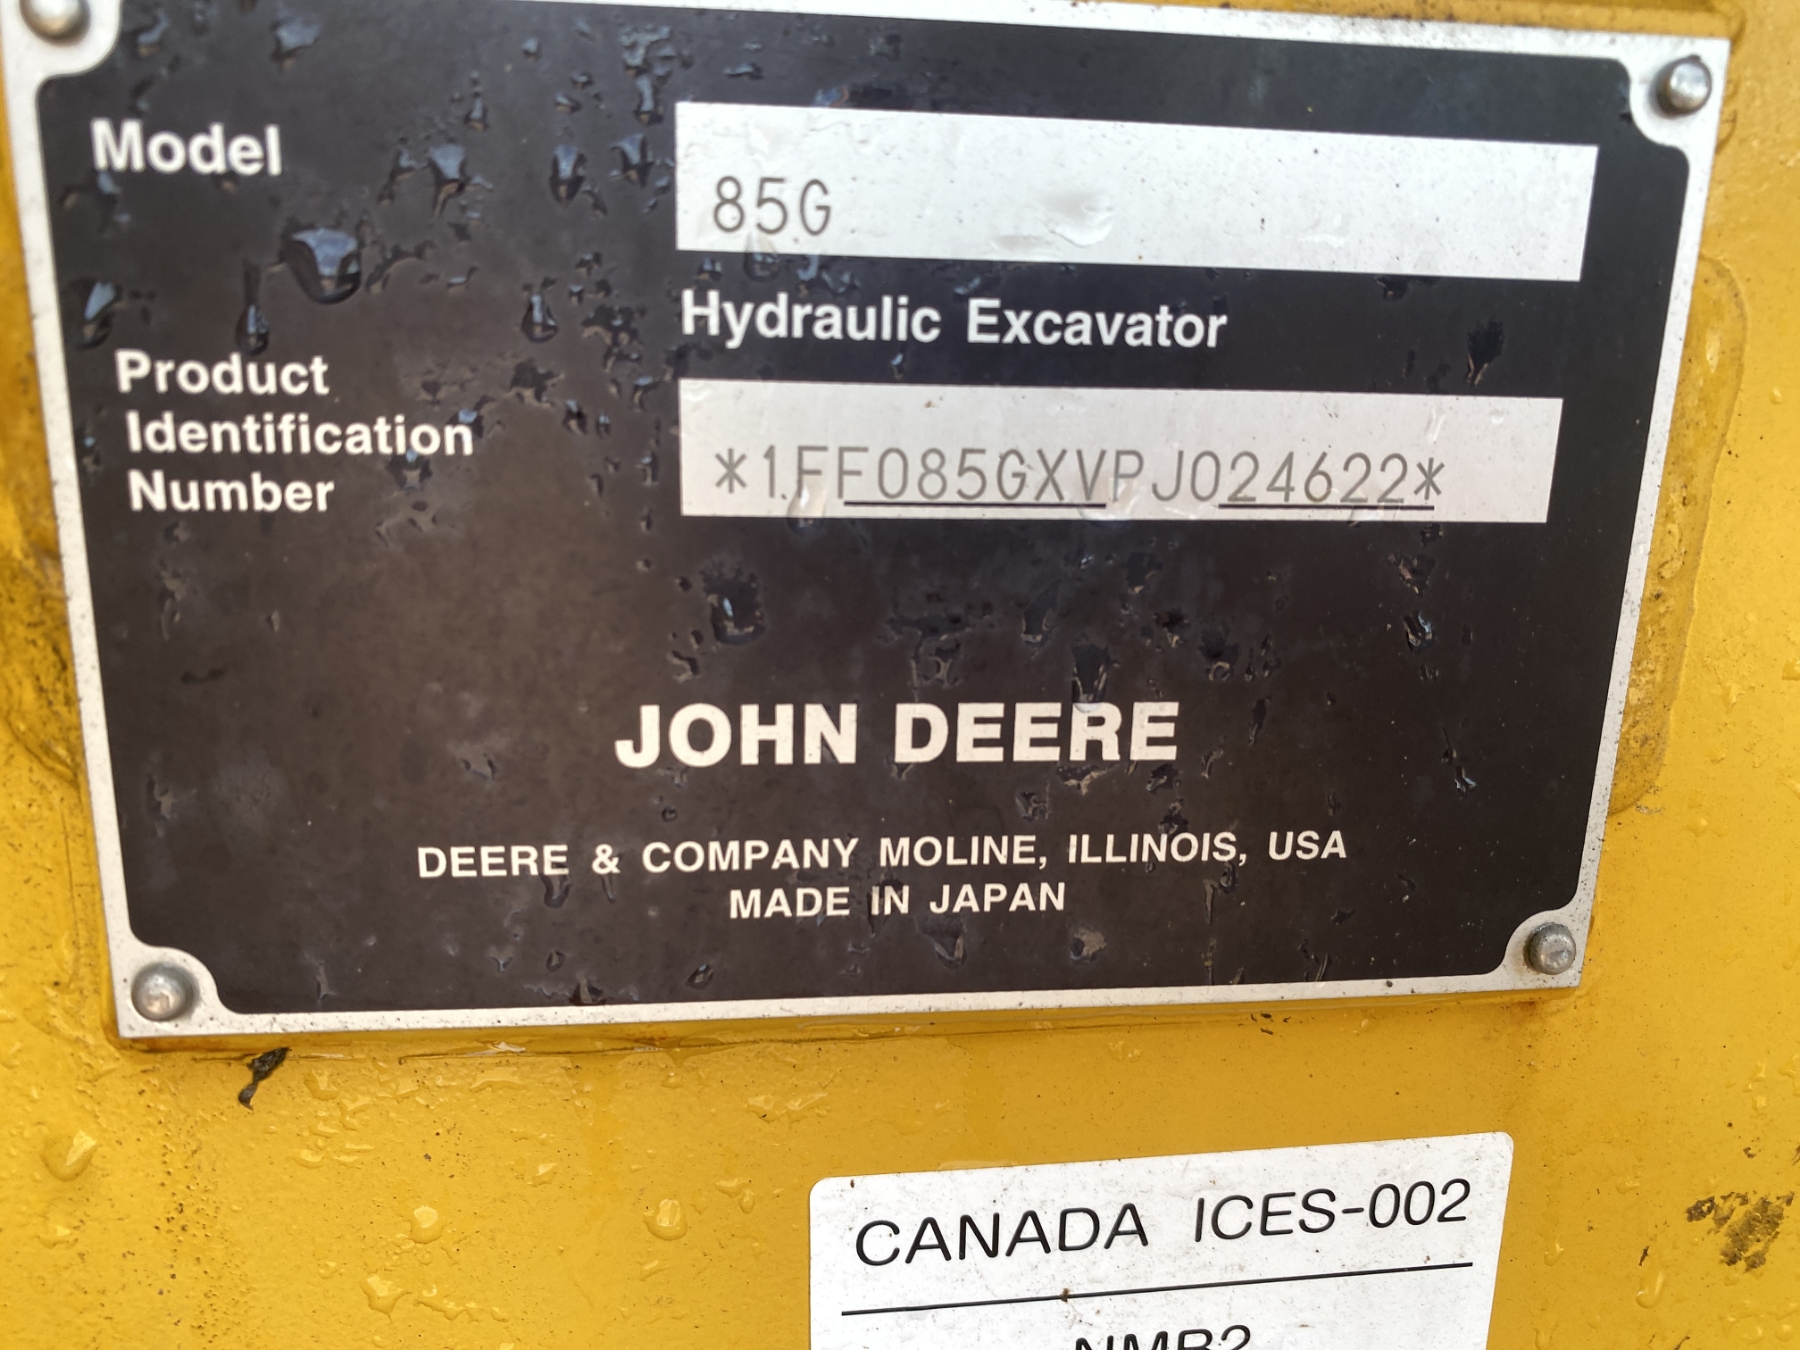 Model
85G
Hydraulic Excavator
Product
Identification
Number
*1FF085GXVPJ024622*
JOHN DEERE
DEERE & COMPANY MOLINE, ILLINOIS, USA
MADE IN JAPAN
CANADA ICES-002